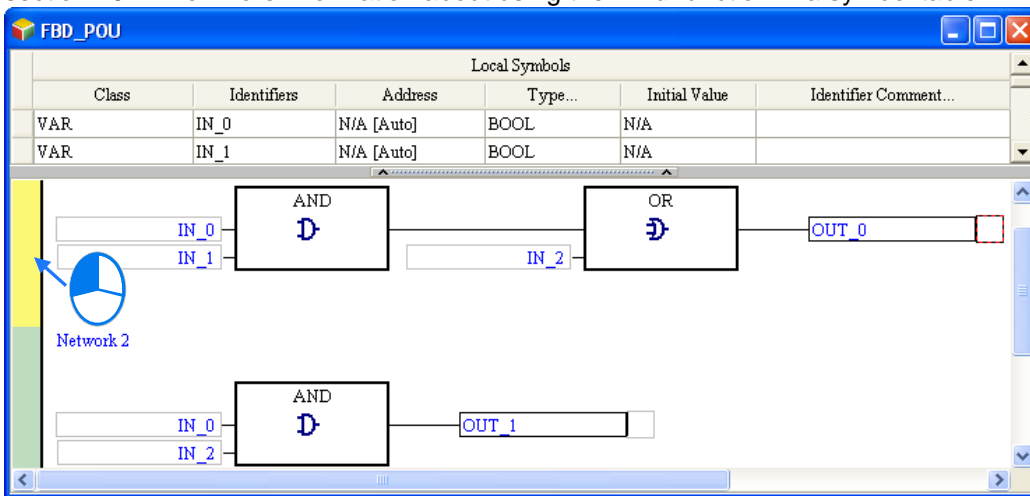 FBD_POU
Local Symbols
Class Identifiers Address Type... Initial Value Identifier Comment...
VAR IN_0 N/A [Auto] BOOL N/A
VAR IN_1 N/A [Auto] BOOL N/A
AND OR
IN_0 OUT_0
IN_1 IN_2
Network 2
AND
IN_0 OUT_1
IN_2